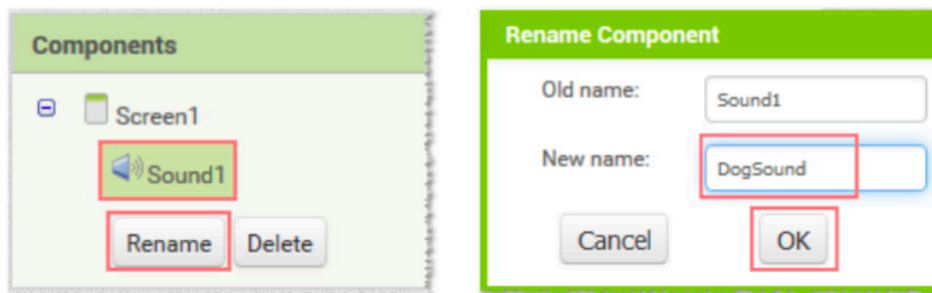 Components
Screen1
Sound1
Rename Delete
Rename Component
Old name: Sound1
New name: DogSound
Cancel OK